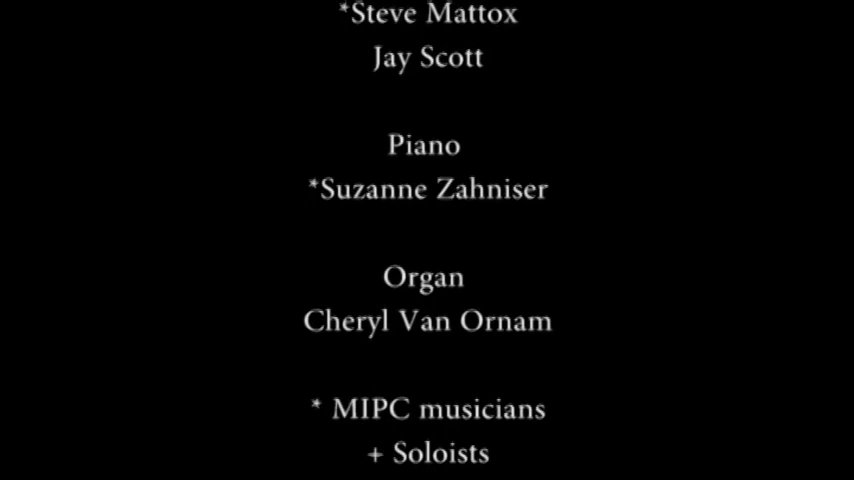 *Steve Mattox
Jay Scott
Piano
*Suzanne Zahniser
Organ
Cheryl Van Ornam
* MIPC musicians
+ Soloists